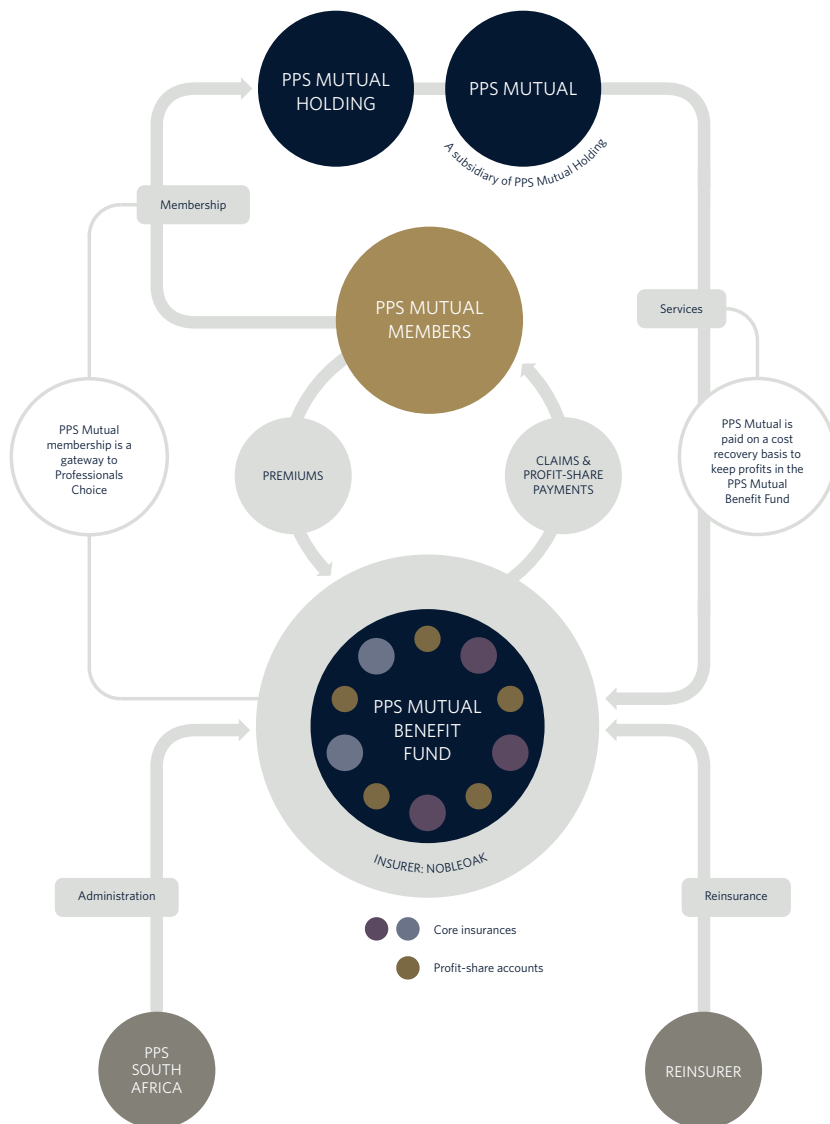 PPS MUTUAL
HOLDING
PPS MUTUAL
A subsidiary of PPS Mutual Holding
Membership
PPS MUTUAL
MEMBERS
Services
PPS Mutual
membership is a
gateway to
Professionals
Choice
PREMIUMS
CLAIMS &
PROFIT-SHARE
PAYMENTS
PPS Mutual is
paid on a cost
recovery basis to
keep profits in the
PPS Mutual
Benefit Fund
PPS MUTUAL
BENEFIT
FUND
INSURER: NOBLEOAK
Administration
Reinsurance
Core insurances
Profit-share accounts
PPS
SOUTH
AFRICA
REINSURER